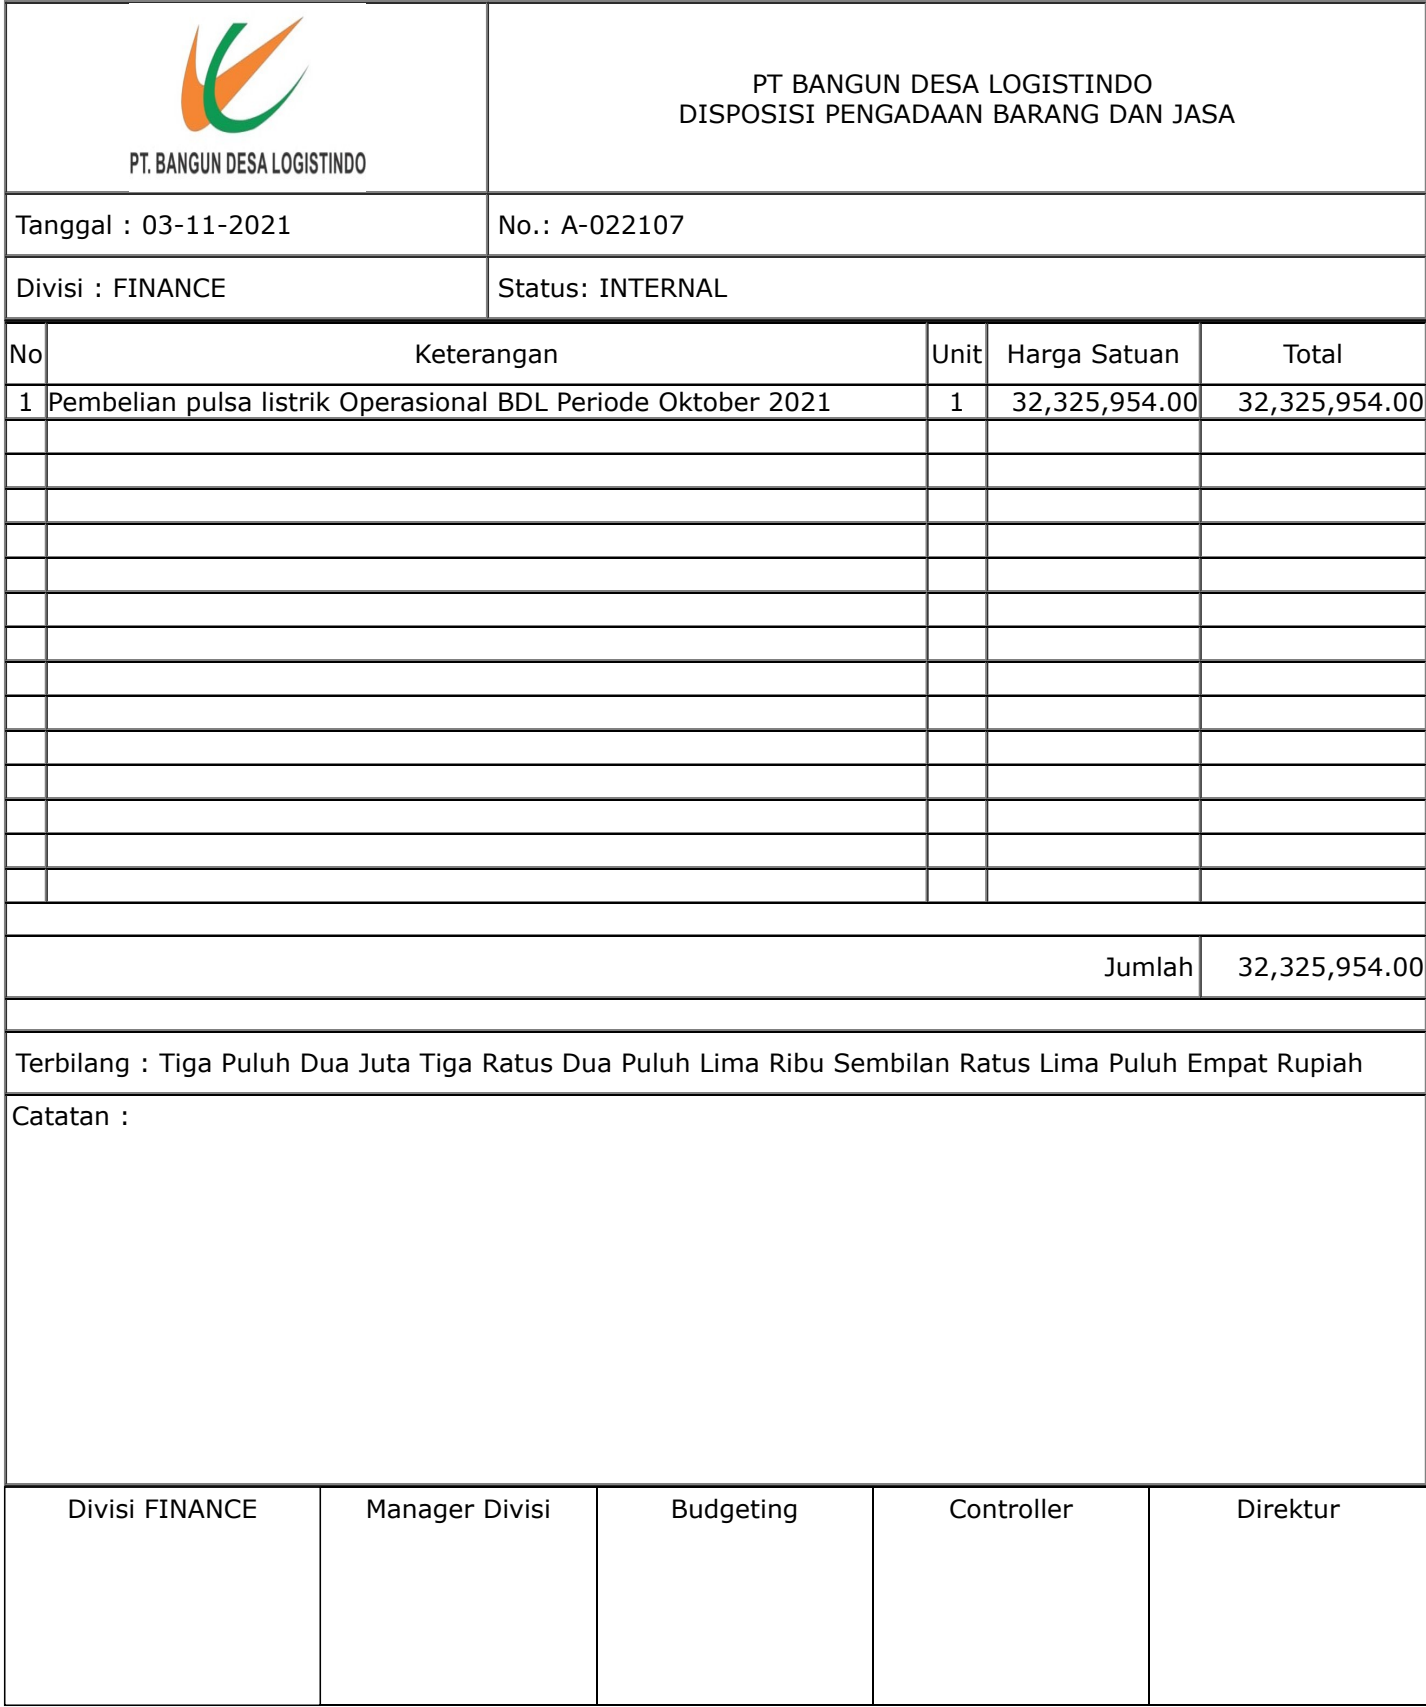 PT. BANGUN DESA LOGISTINDO
PT BANGUN DESA LOGISTINDO
DISPOSISI PENGADAAN BARANG DAN JASA
Tanggal : 03-11-2021
No.: A-022107
Divisi : FINANCE
Status: INTERNAL
No Keterangan Unit Harga Satuan Total
1 Pembelian pulsa listrik Operasional BDL Periode Oktober 2021 1 32,325,954.00 32,325,954.00
Jumlah 32,325,954.00
Terbilang : Tiga Puluh Dua Juta Tiga Ratus Dua Puluh Lima Ribu Sembilan Ratus Lima Puluh Empat Rupiah
Catatan :
Divisi FINANCE Manager Divisi Budgeting Controller Direktur